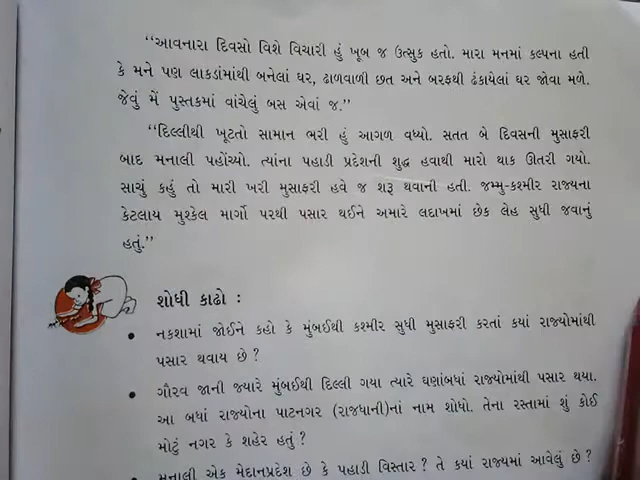 “આવનારા દિવસો વિશે વિચારી હું ખૂબ જ ઉત્સુક હતો. મારા મનમાં કલ્પના હતી
કે મને પણ લાકડાંમાંથી બનેલાં ઘર, ઢાળવાળી છત અને બરફથી ઢંકાયેલાં ઘર જોવા મળે.
જેવું મેં પુસ્તકમાં વાંચેલું બસ એવાં જ.”
“દિલ્લીથી ખૂટતો સામાન ભરી હું આગળ વધ્યો. સતત બે દિવસની મુસાફરી
બાદ મનાલી પહોંચ્યો. ત્યાંના પહાડી પ્રદેશની શુદ્ધ હવાથી મારો થાક ઊતરી ગયો.
સાચું કહું તો મારી ખરી મુસાફરી હવે જ શરૂ થવાની હતી. જમ્મુ-કશ્મીર રાજ્યના
કેટલાય મુશ્કેલ માર્ગો પરથી પસાર થઈને અમારે લદાખમાં છેક લેહ સુધી જવાનું
હતું.”
શોધી કાઢો :
• નકશામાં જોઈને કહો કે મુંબઈથી કશ્મીર સુધી મુસાફરી કરતાં કયાં રાજ્યોમાંથી
પસાર થવાય છે ?
• ગૌરવ જાની જ્યારે મુંબઈથી દિલ્લી ગયા ત્યારે ઘણાંબધાં રાજ્યોમાંથી પસાર થયા.
આ બધાં રાજ્યોના પાટનગર (રાજધાની)નાં નામ શોધો. તેના રસ્તામાં શું કોઈ
મોટું નગર કે શહેર હતું ?
• મનાલી એક મેદાનપ્રદેશ છે કે પહાડી વિસ્તાર ? તે કયાં રાજ્યમાં આવેલું છે ?